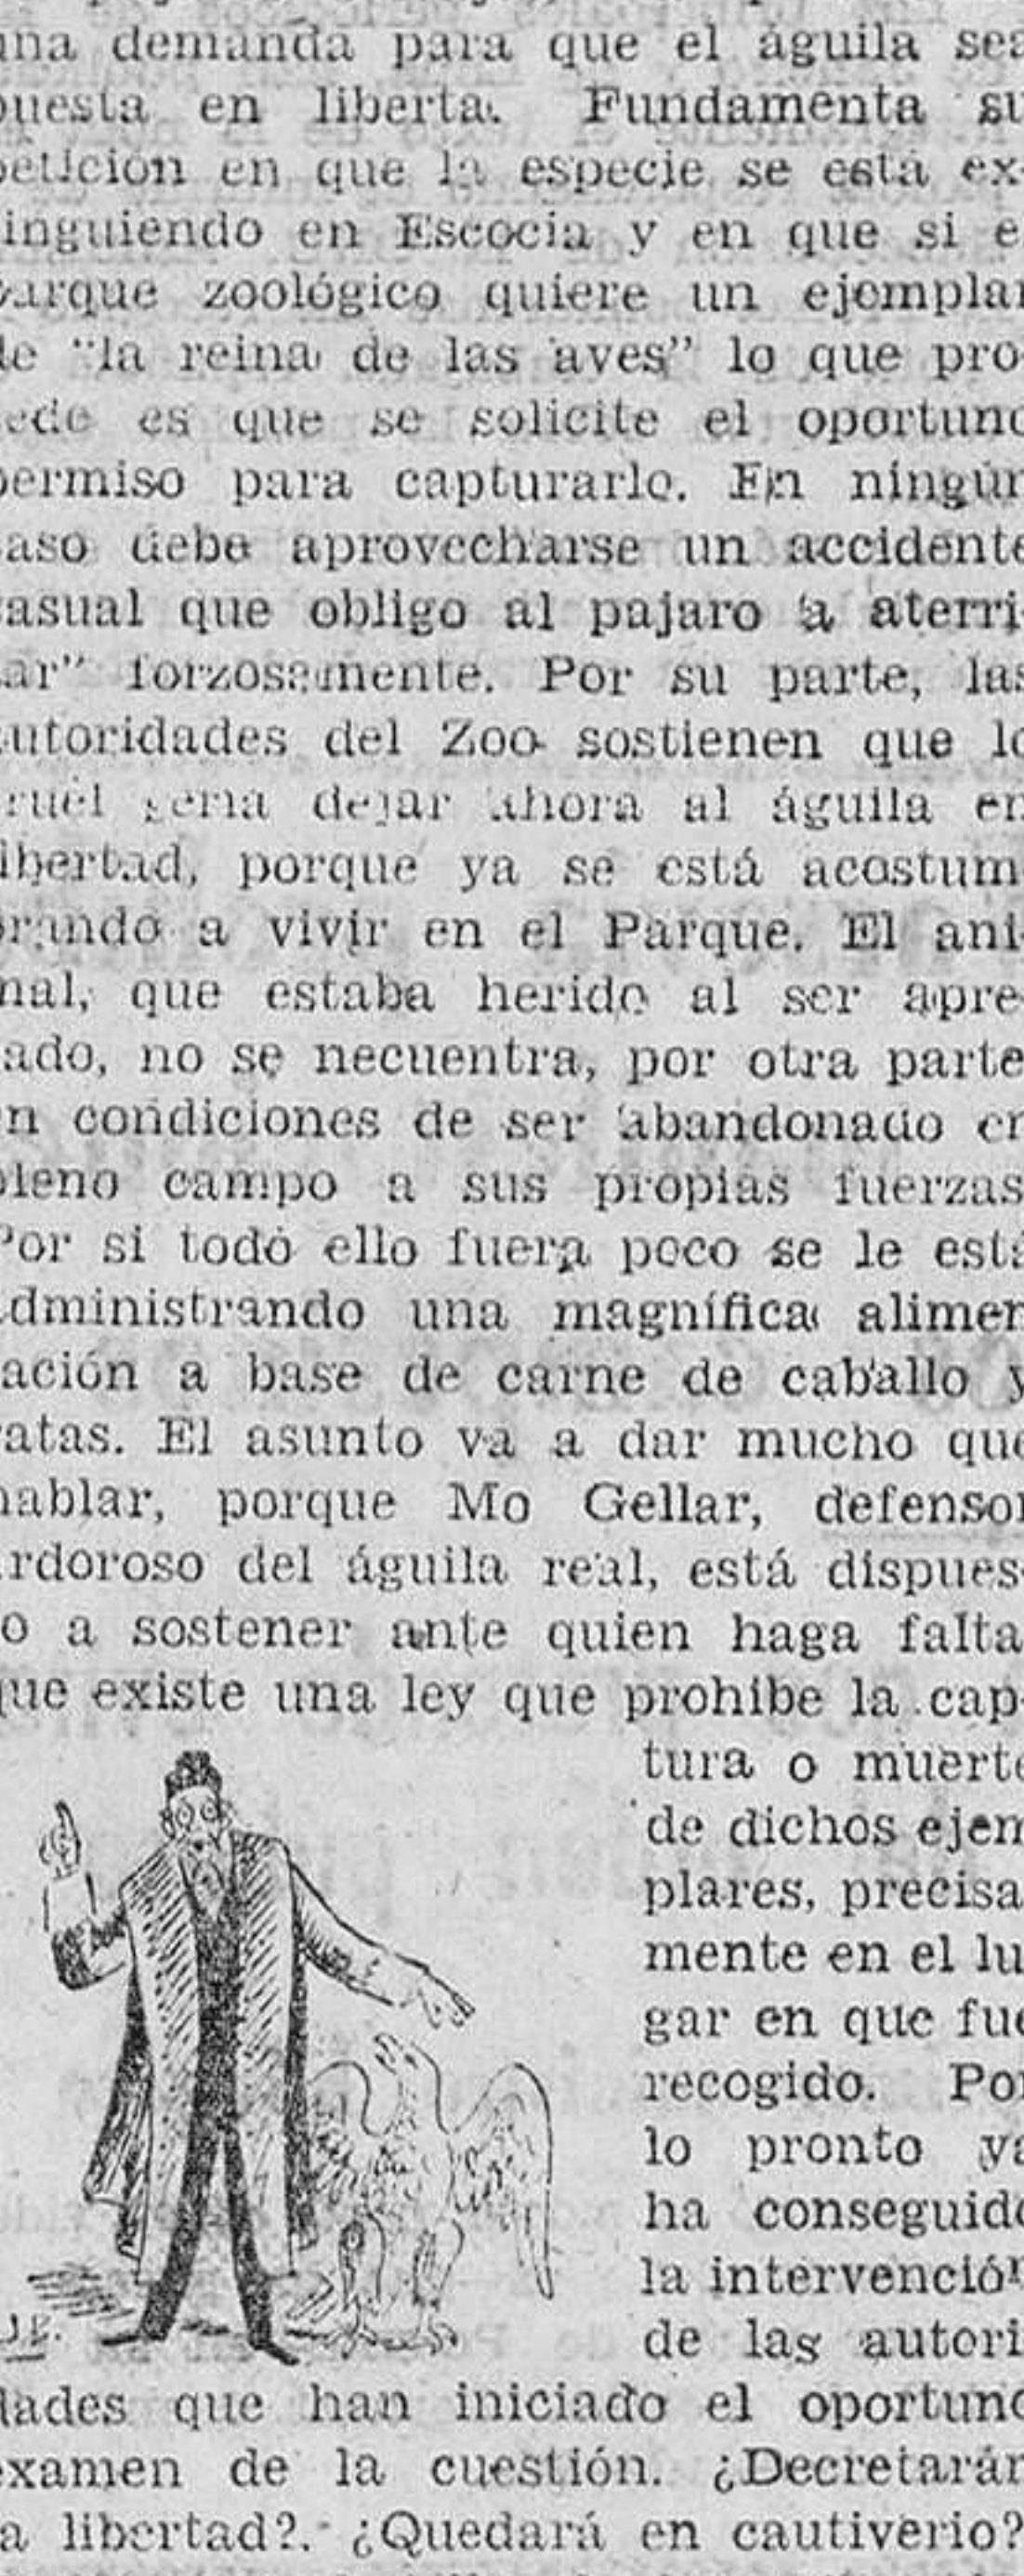 una demanda para que el águila sea
puesta en liberta. Fundamenta su
petición en que la especie se está ex-
tinguiendo en Escocia y en que si e
parque zoológico quiere un ejemplar
de "la reina de las aves" lo que pro-
cede es que se solicite el oportuno
permiso para capturarlo. En ningún
caso debe aprovecharse un accidente
casual que obligo al pajaro a aterri-
zar" forzosamente. Por su parte, las
autoridades del Zoo sostienen que lo
cruel seria dejar ahora al águila en
libertad, porque ya se está acostum-
brando a vivir en el Parque. El ani-
mal, que estaba herido al ser apre-
sado, no se necuentra, por otra parte
en condiciones de ser abandonado en
pleno campo a sus propias fuerzas.
Por si todo ello fuera poco se le está
administrando una magnífica alimen
tación a base de carne de caballo y
ratas. El asunto va a dar mucho que
hablar, porque Mo Gellar, defensor
ardoroso del águila real, está dispues-
to a sostener ante quien haga falta
que existe una ley que prohibe la cap-
tura o muerte
de dichos ejem
plares, precisa-
mente en el lu-
gar en que fue
recogido. Por
lo pronto ya
ha conseguido
la intervención
de las autori-
dades que han iniciado el oportuno
examen de la cuestión. ¿Decretarán
la libertad?. ¿Quedará en cautiverio?